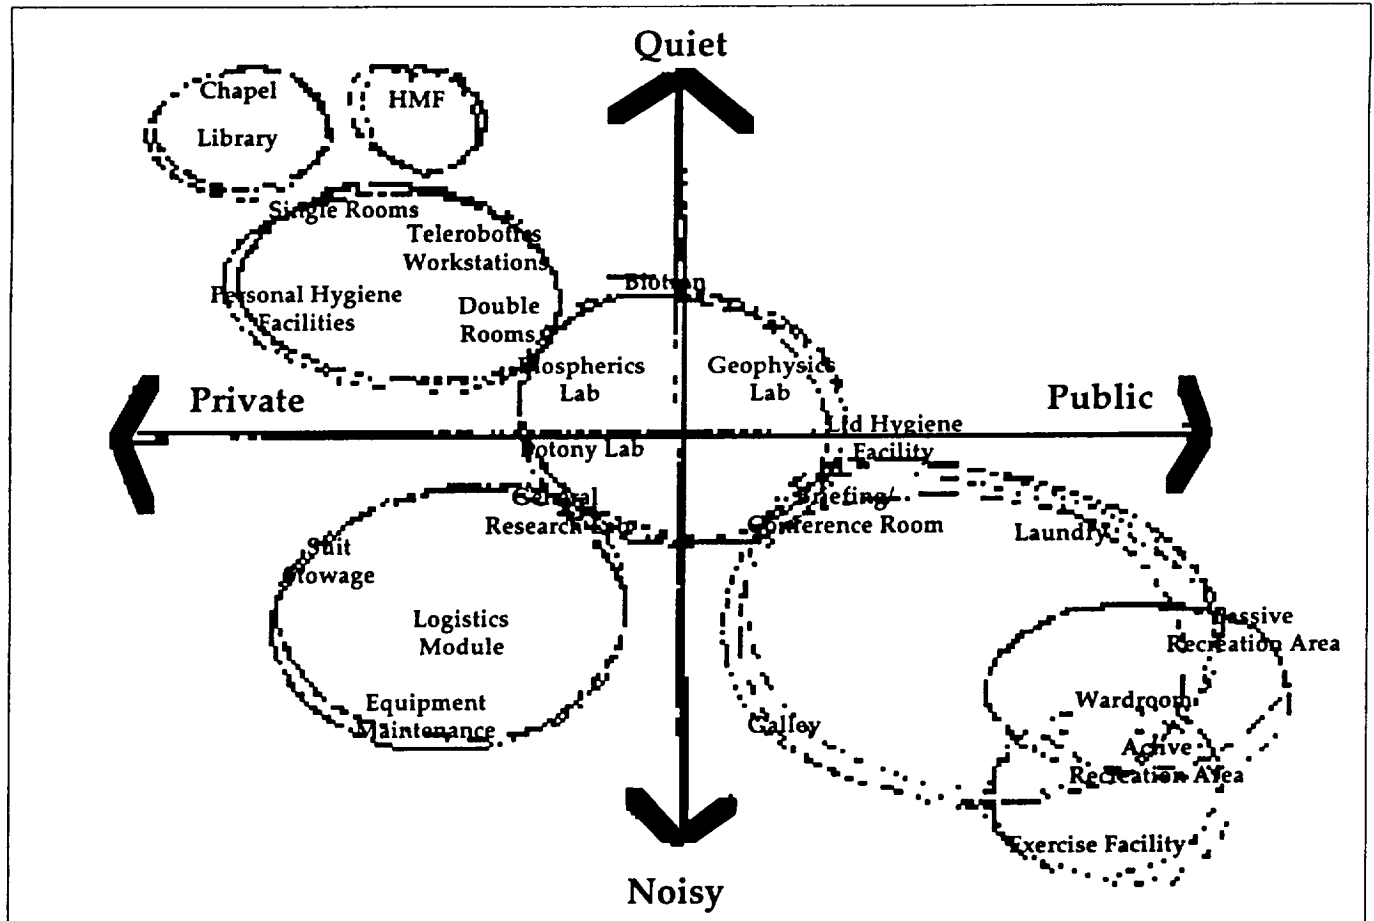 Quiet
Chapel
Library
HMF
Single Rooms
Telerobotics
Workstations
Personal Hygiene
Facilities
Double
Rooms
Biospherics
Lab
Geophysics
Lab
Private
Public
Lrd Hygiene
Facility
Botony Lab
General
Research Lab
Briefing/
Conference Room
Laundry
Suit
Stowage
Logistics
Module
Equipment
Maintenance
Passive
Recreation Area
Wardroom
Galley
Active
Recreation Area
Exercise Facility
Noisy